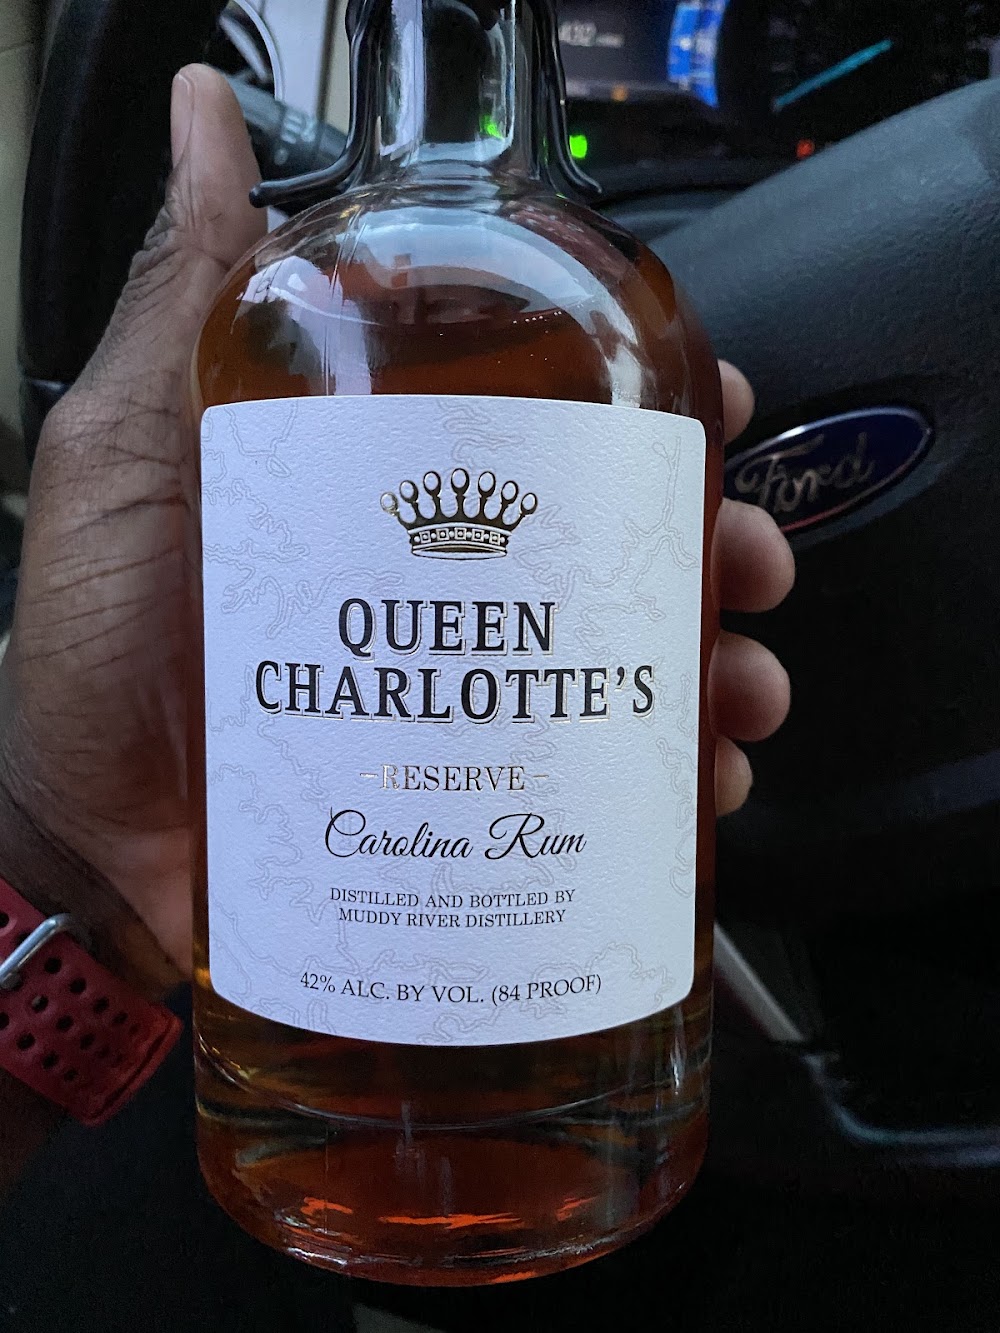 Ford
QUEEN
CHARLOTTE'S
-RESERVE-
Carolina Rum
DISTILLED AND BOTTLED BY
MUDDY RIVER DISTILLERY
42% ALC. BY VOL. (84 PROOF)